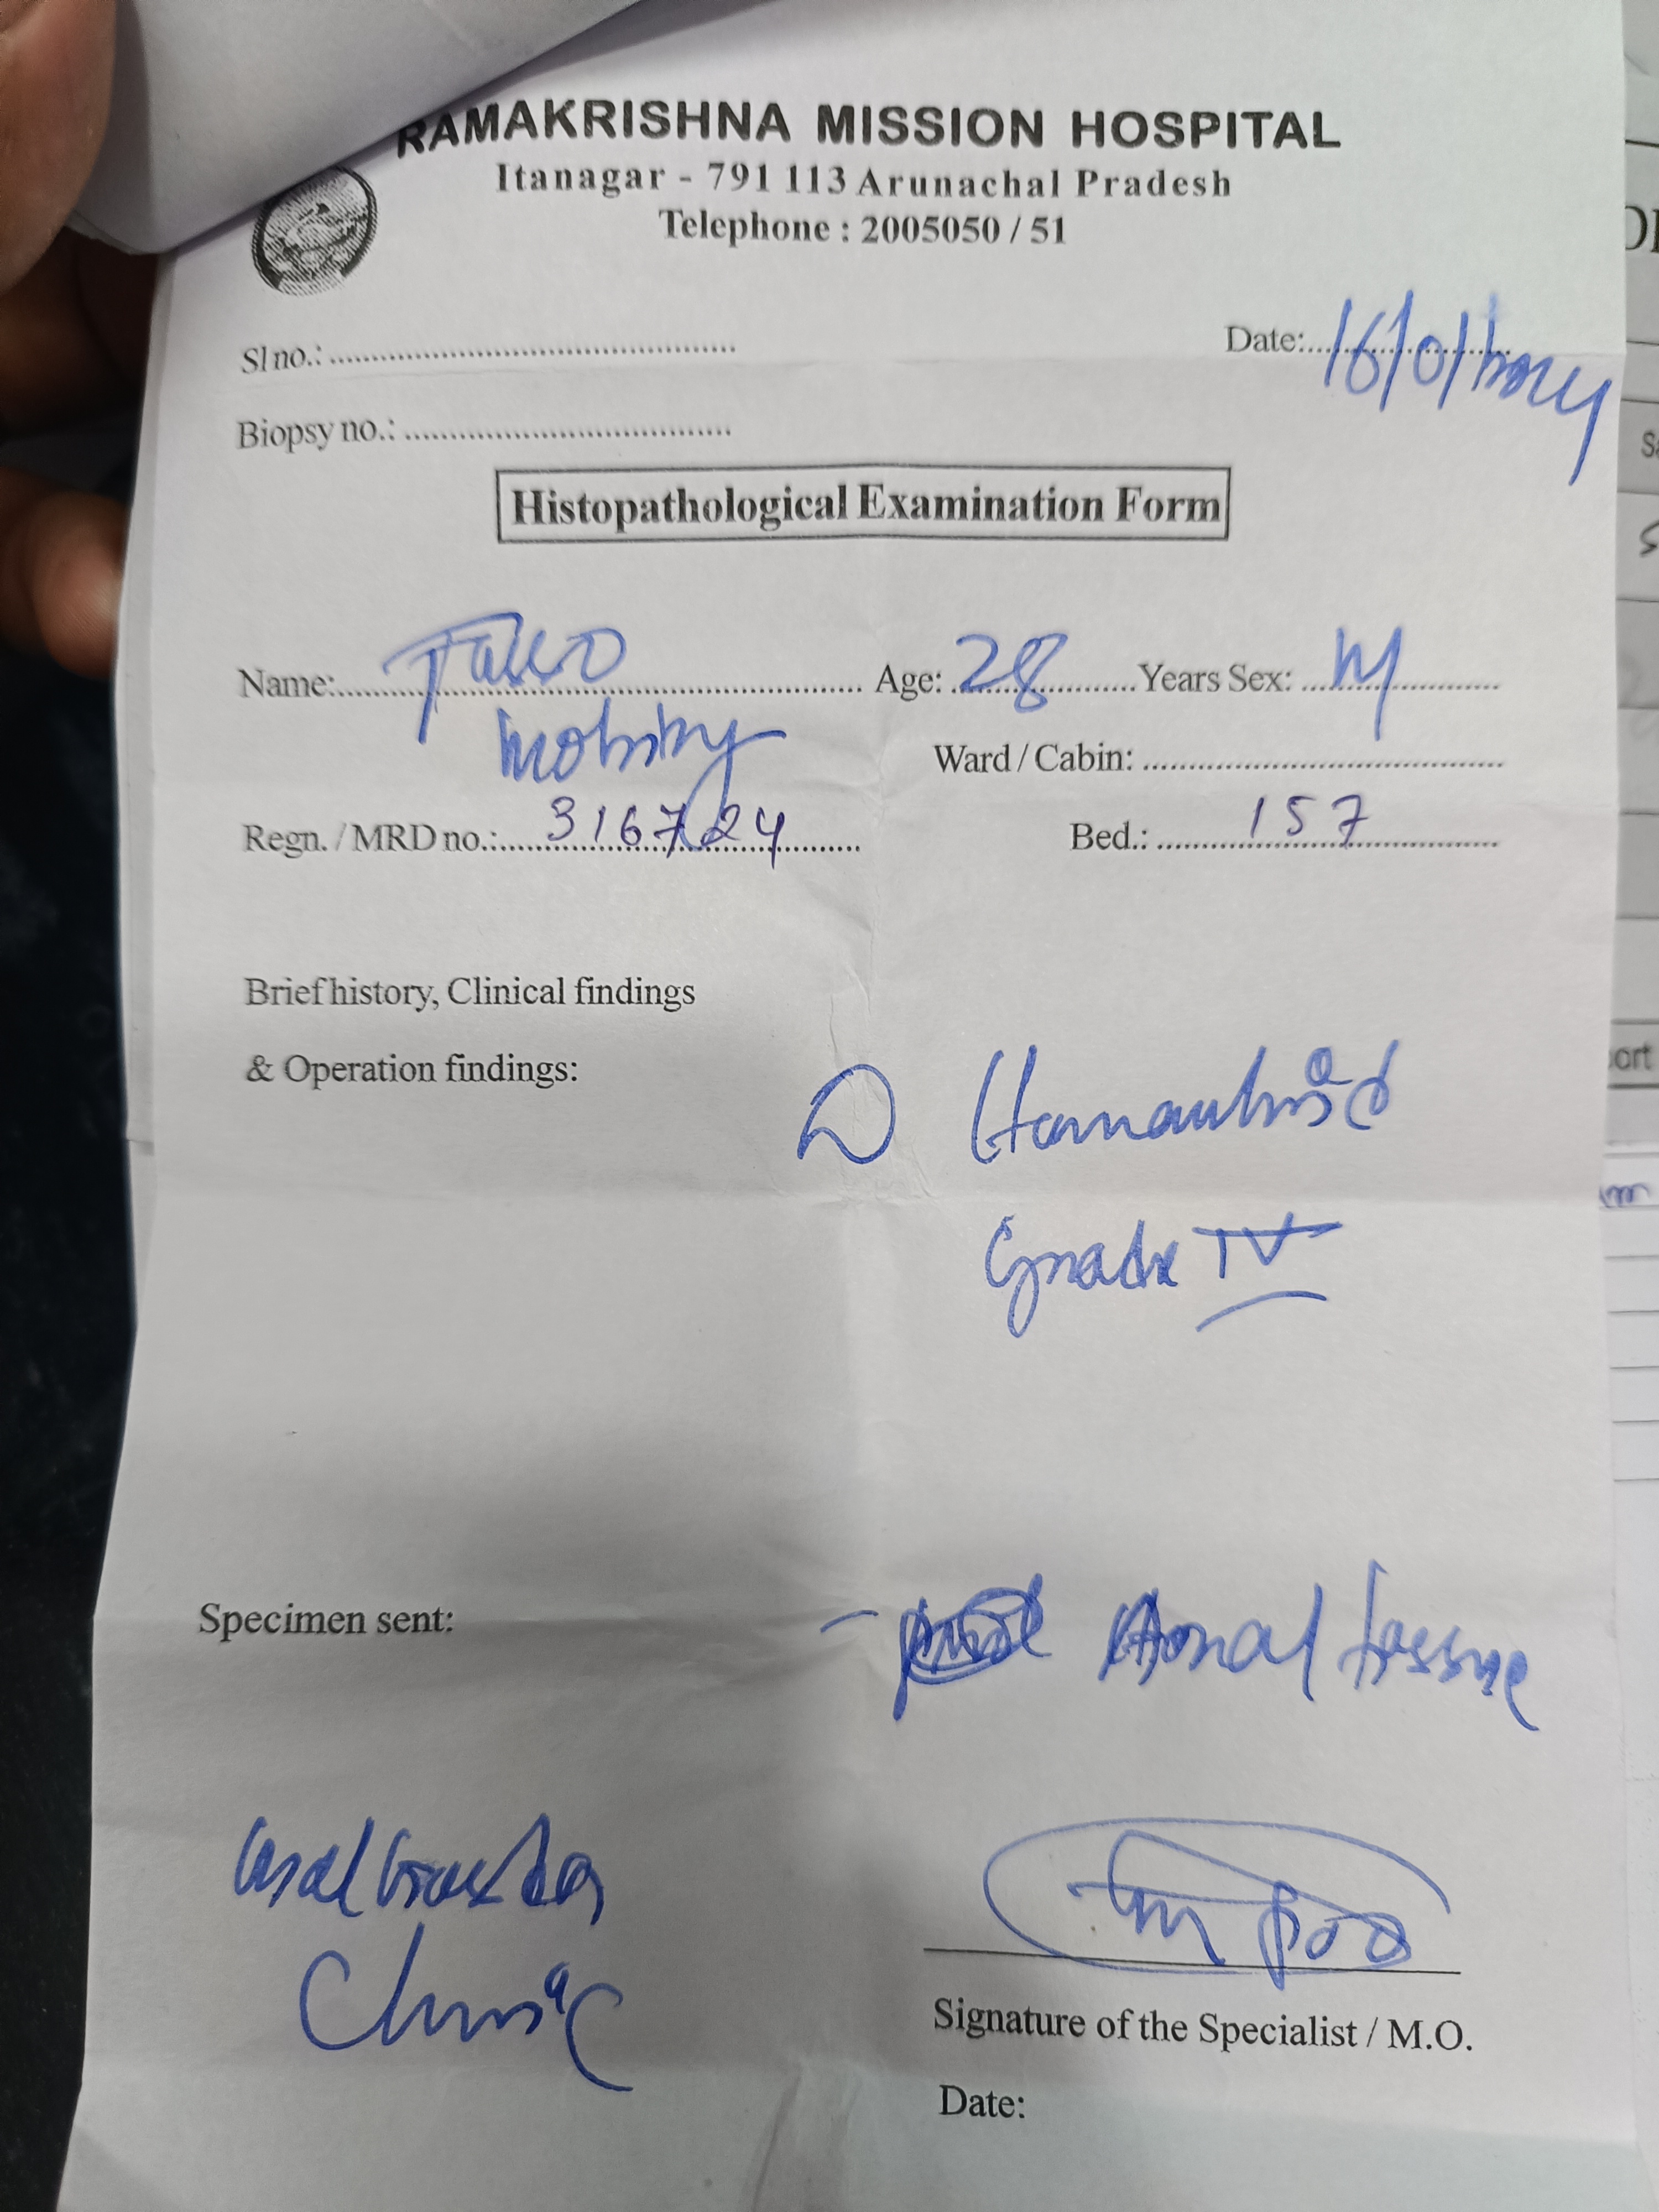 RAMAKRISHNA MISSION HOSPITAL
Itanagar - 791 113 Arunachal Pradesh
Telephone : 2005050 / 51
Sl no.: Date: 16/01/2024
Biopsy no.:
Histopathological Examination Form
Name: Age: 28 Years Sex: M
Ward / Cabin:
Regn. / MRD no.: 316724 Bed.: 157
Brief history, Clinical findings
& Operation findings:
Grade IV
Specimen sent: - Anal tissue
Clinic
Signature of the Specialist / M.O.
Date: